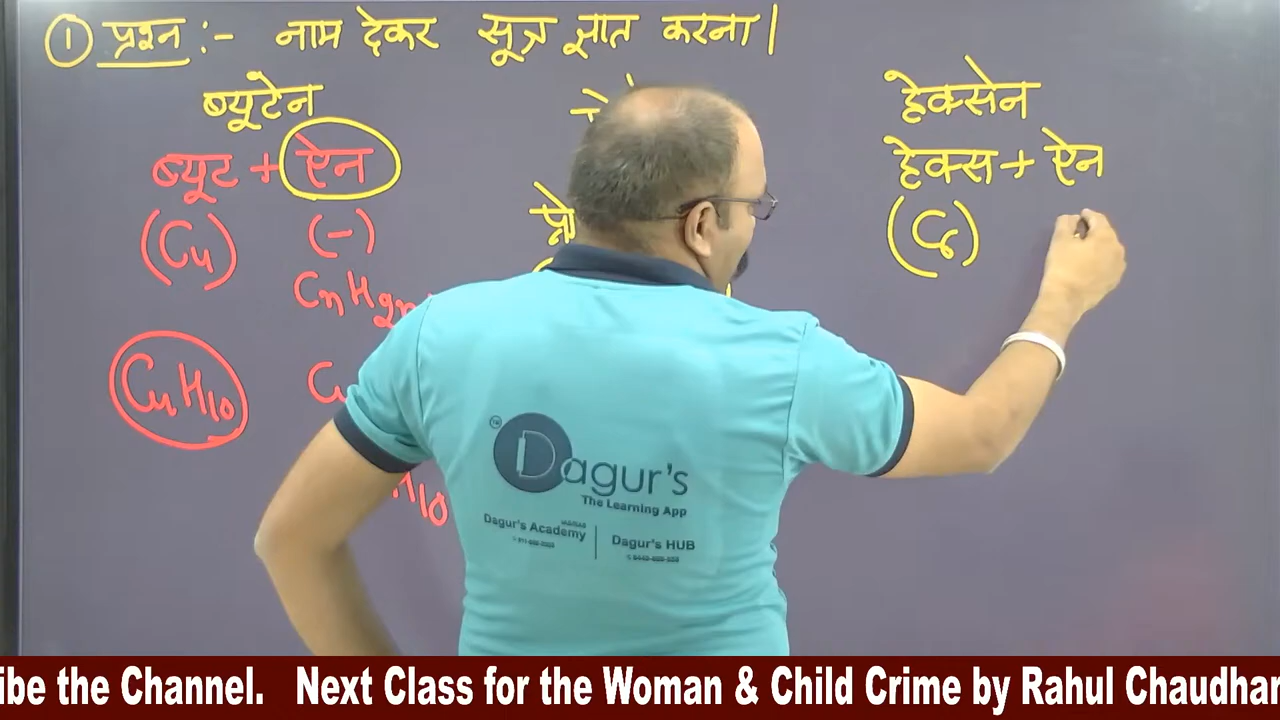 ① प्रश्न :- नाम देकर सूत्र ज्ञात करना।
ब्यूटेन
ब्यूट + ऐन
(C4) (-)
CnH2n
C4H10
H10
हेक्सेन
हेक्स + ऐन
(C6)
Dagur's
The Learning App
Dagur's Academy
Dagur's HUB
ibe the Channel. Next Class for the Woman & Child Crime by Rahul Chaudhar